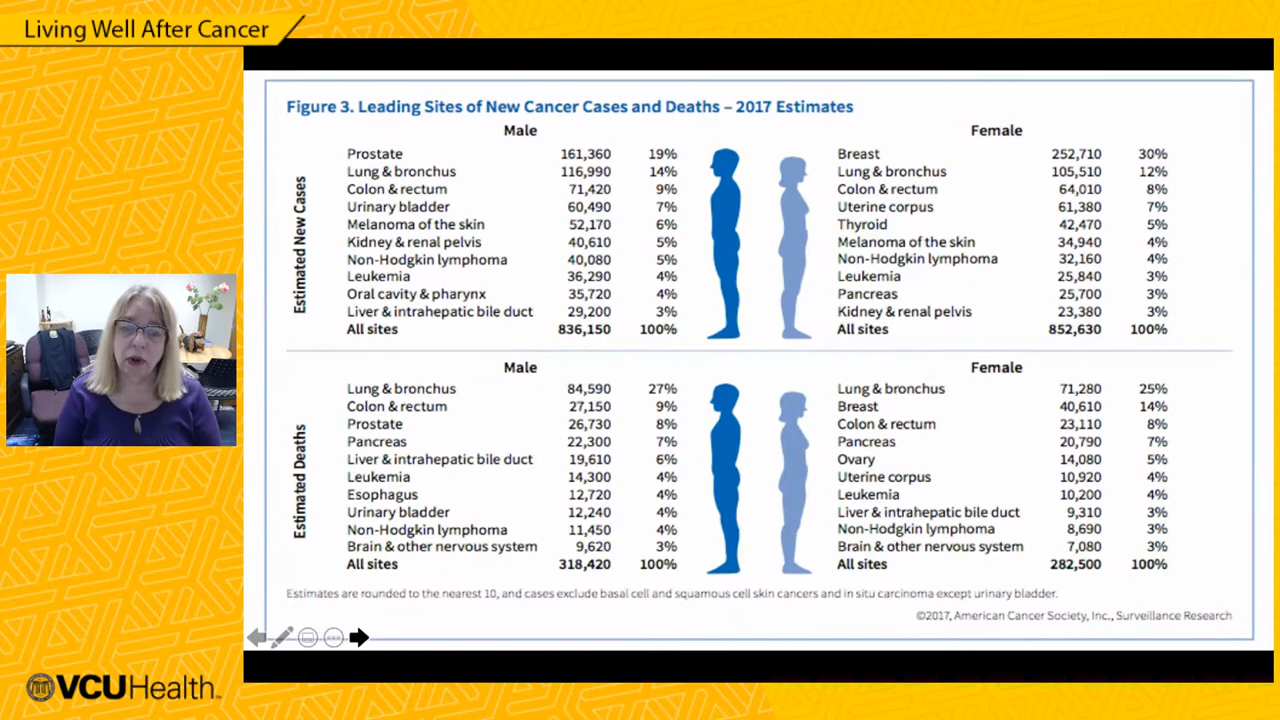 Living Well After Cancer
Figure 3. Leading Sites of New Cancer Cases and Deaths – 2017 Estimates
Male Female
Estimated New Cases
Prostate 161,360 19% Breast 252,710 30%
Lung & bronchus 116,990 14% Lung & bronchus 105,510 12%
Colon & rectum 71,420 9% Colon & rectum 64,010 8%
Urinary bladder 60,490 7% Uterine corpus 61,380 7%
Melanoma of the skin 52,170 6% Thyroid 42,470 5%
Kidney & renal pelvis 40,610 5% Melanoma of the skin 34,940 4%
Non-Hodgkin lymphoma 40,080 5% Non-Hodgkin lymphoma 32,160 4%
Leukemia 36,290 4% Leukemia 25,840 3%
Oral cavity & pharynx 35,720 4% Pancreas 25,700 3%
Liver & intrahepatic bile duct 29,200 3% Kidney & renal pelvis 23,380 3%
All sites 836,150 100% All sites 852,630 100%
Male Female
Estimated Deaths
Lung & bronchus 84,590 27% Lung & bronchus 71,280 25%
Colon & rectum 27,150 9% Breast 40,610 14%
Prostate 26,730 8% Colon & rectum 23,110 8%
Pancreas 22,300 7% Pancreas 20,790 7%
Liver & intrahepatic bile duct 19,610 6% Ovary 14,080 5%
Leukemia 14,300 4% Uterine corpus 10,920 4%
Esophagus 12,720 4% Leukemia 10,200 4%
Urinary bladder 12,240 4% Liver & intrahepatic bile duct 9,310 3%
Non-Hodgkin lymphoma 11,450 4% Non-Hodgkin lymphoma 8,690 3%
Brain & other nervous system 9,620 3% Brain & other nervous system 7,080 3%
All sites 318,420 100% All sites 282,500 100%
Estimates are rounded to the nearest 10, and cases exclude basal cell and squamous cell skin cancers and in situ carcinoma except urinary bladder.
©2017, American Cancer Society, Inc., Surveillance Research
VCUHealth™